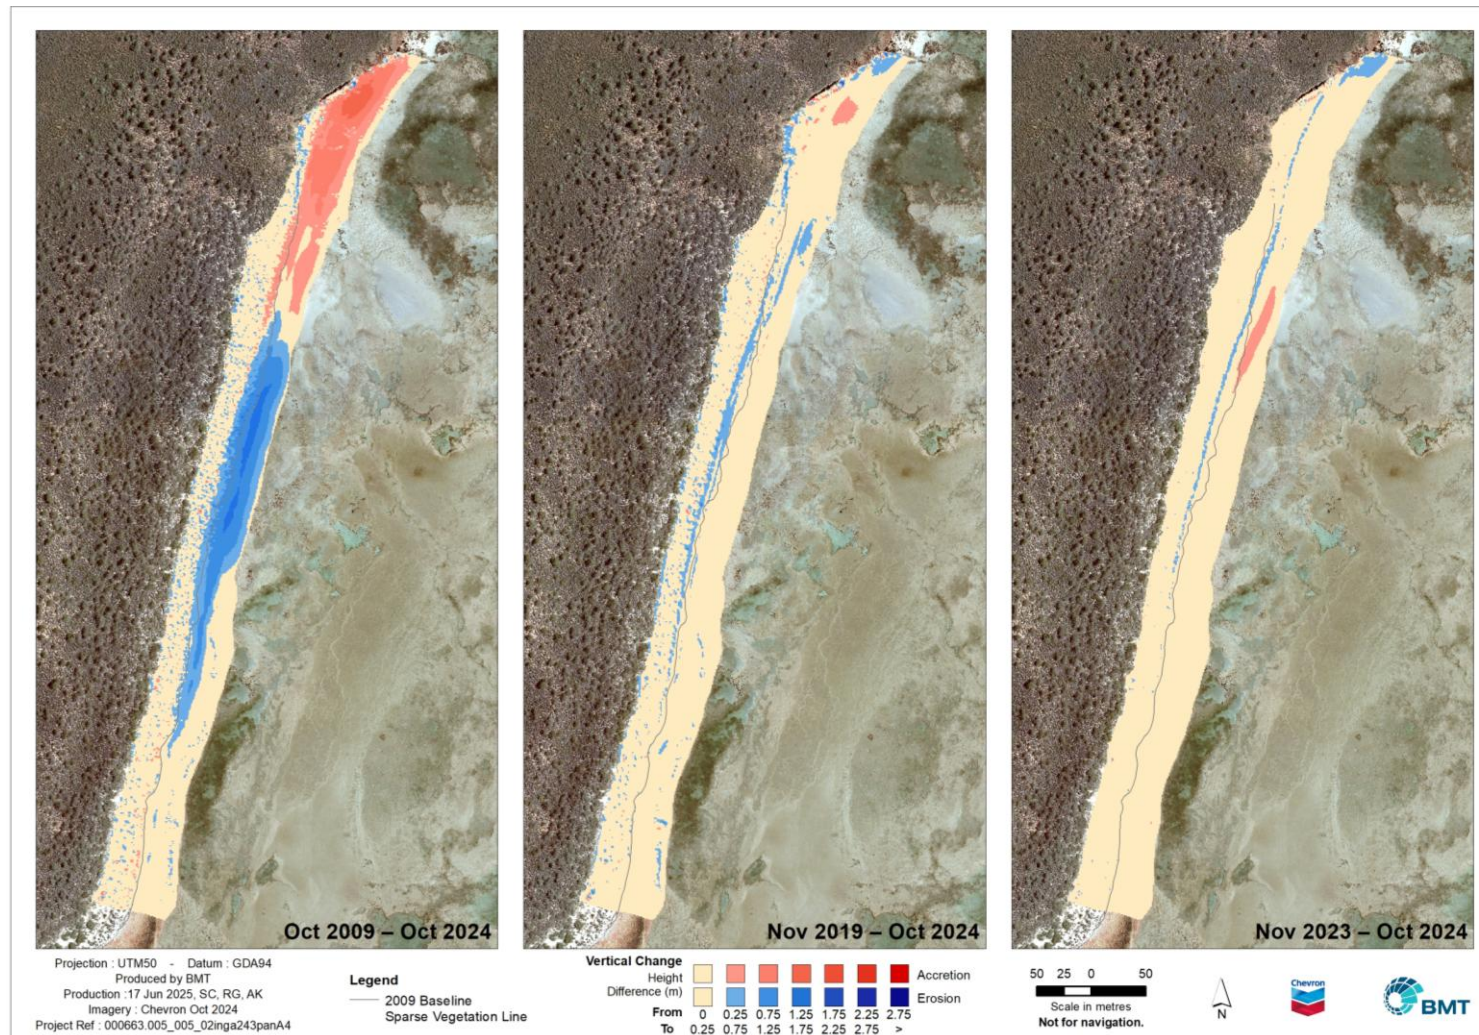 Oct 2009 – Oct 2024
Nov 2019 – Oct 2024
Nov 2023 – Oct 2024
Projection : UTM50 - Datum : GDA94
Produced by BMT
Production :17 Jun 2025, SC, RG, AK
Imagery : Chevron Oct 2024
Project Ref : 000663.005_005_02inga243panA4
Legend
2009 Baseline
Sparse Vegetation Line
Vertical Change
Height
Difference (m)
Accretion
Erosion
From 0 0.25 0.75 1.25 1.75 2.25 2.75
To 0.25 0.75 1.25 1.75 2.25 2.75 >
50 25 0 50
Scale in metres
Not for navigation.
N
Chevron
BMT